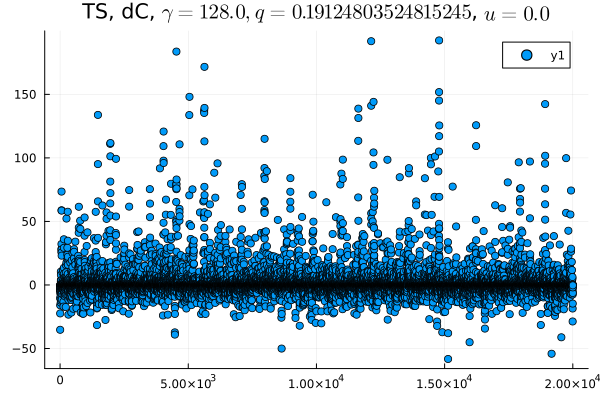 TS, dC, γ = 128.0, q = 0.19124803524815245, u = 0.0
y1
150
100
50
0
−50
0 5.00×10³ 1.00×10⁴ 1.50×10⁴ 2.00×10⁴